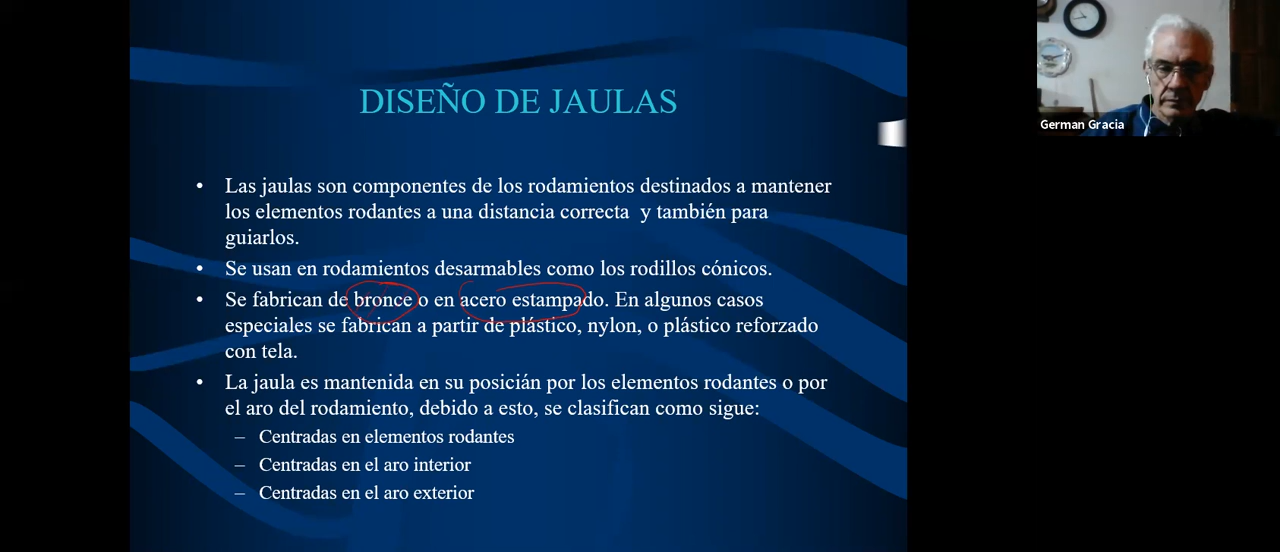 DISEÑO DE JAULAS
German Gracia
• Las jaulas son componentes de los rodamientos destinados a mantener
los elementos rodantes a una distancia correcta y también para
guiarlos.
• Se usan en rodamientos desarmables como los rodillos cónicos.
• Se fabrican de bronce o en acero estampado. En algunos casos
especiales se fabrican a partir de plástico, nylon, o plástico reforzado
con tela.
• La jaula es mantenida en su posicián por los elementos rodantes o por
el aro del rodamiento, debido a esto, se clasifican como sigue:
– Centradas en elementos rodantes
– Centradas en el aro interior
– Centradas en el aro exterior